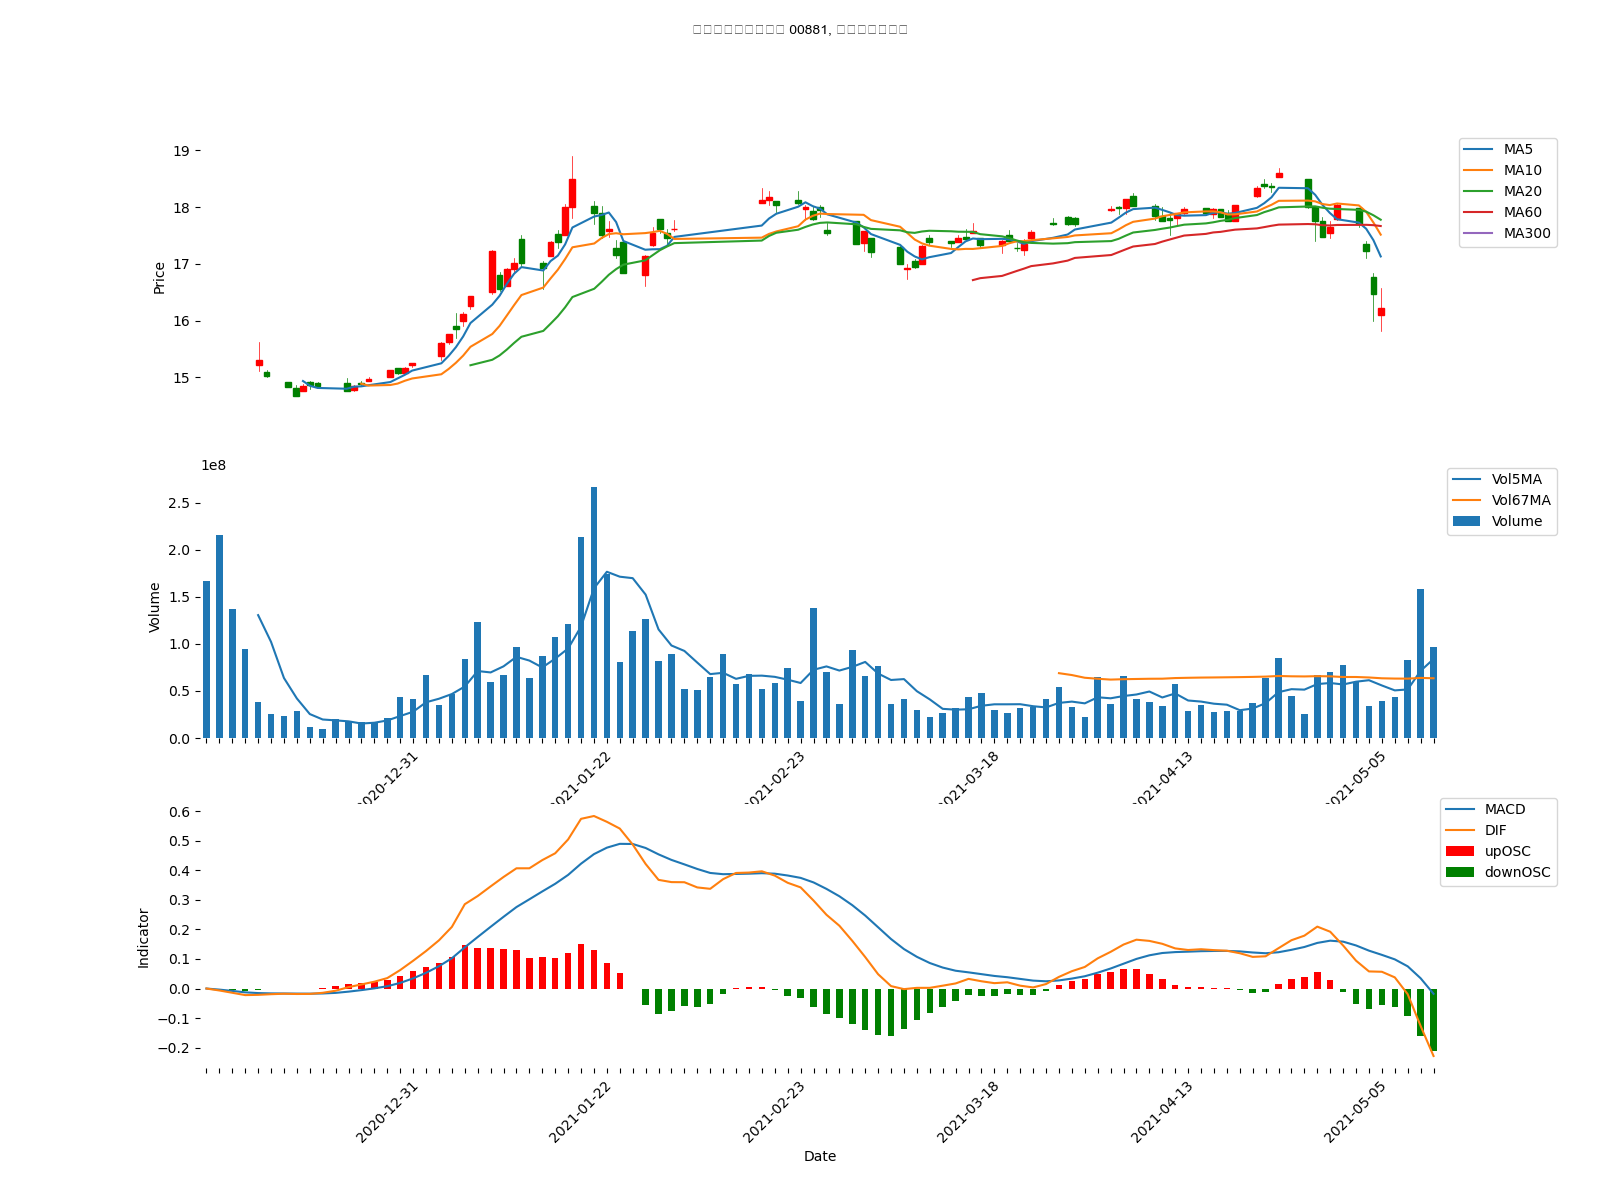 00881,
19
18
17
16
15
Price
MA5
MA10
MA20
MA60
MA300
1e8
2.5
2.0
1.5
1.0
0.5
0.0
Volume
Vol5MA
Vol67MA
Volume
2020-12-31
2021-01-22
2021-02-23
2021-03-18
2021-04-13
2021-05-05
0.6
0.5
0.4
0.3
0.2
0.1
0.0
−0.1
−0.2
Indicator
MACD
DIF
upOSC
downOSC
2020-12-31
2021-01-22
2021-02-23
2021-03-18
2021-04-13
2021-05-05
Date